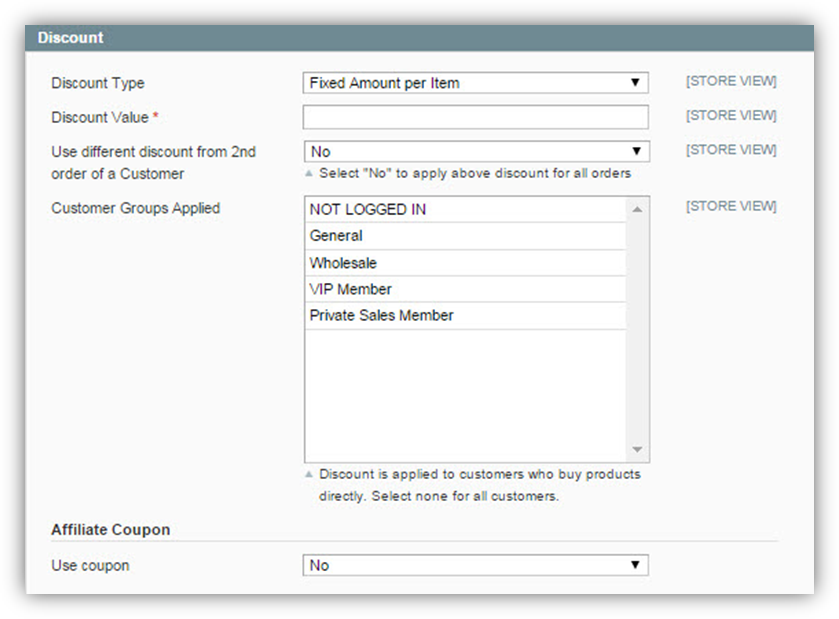 Discount
Discount Type
Fixed Amount per Item
[STORE VIEW]
Discount Value *
[STORE VIEW]
Use different discount from 2nd
order of a Customer
No
[STORE VIEW]
Select "No" to apply above discount for all orders
Customer Groups Applied
NOT LOGGED IN
[STORE VIEW]
General
Wholesale
VIP Member
Private Sales Member
Discount is applied to customers who buy products
directly. Select none for all customers.
Affiliate Coupon
Use coupon
No